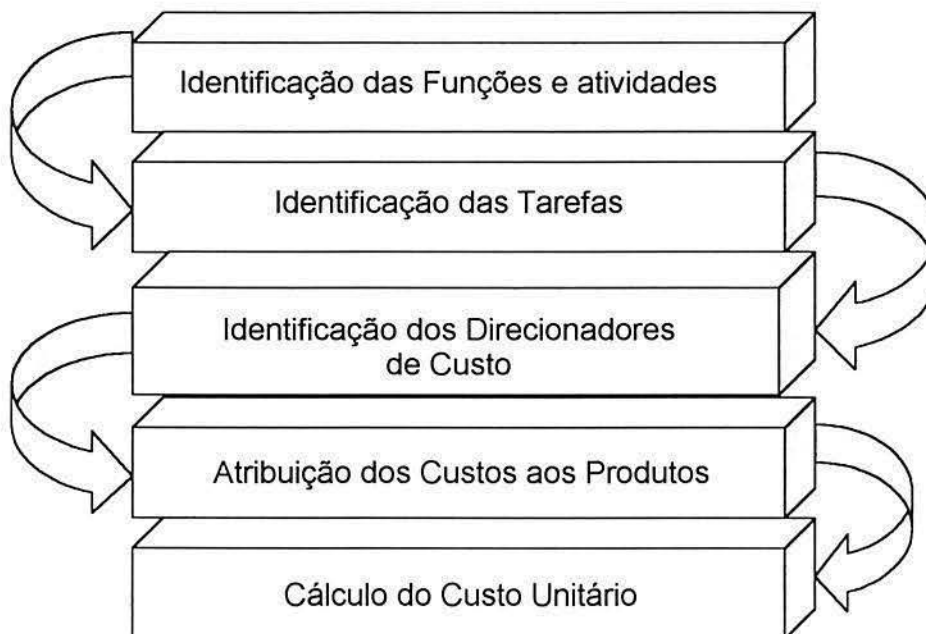 Identificação das Funções e atividades
Identificação das Tarefas
Identificação dos Direcionadores
de Custo
Atribuição dos Custos aos Produtos
Cálculo do Custo Unitário